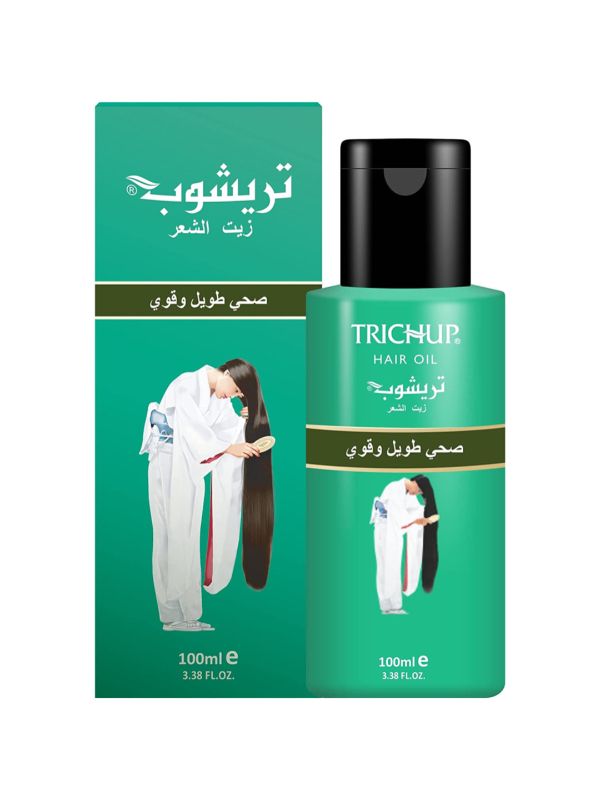 تريشوب®
زيت الشعر
صحي طويل وقوي
100ml e
3.38 FL.OZ.
TRICHUP®
HAIR OIL
تريشوب®
زيت الشعر
صحي طويل وقوي
100ml e
3.38 FL.OZ.